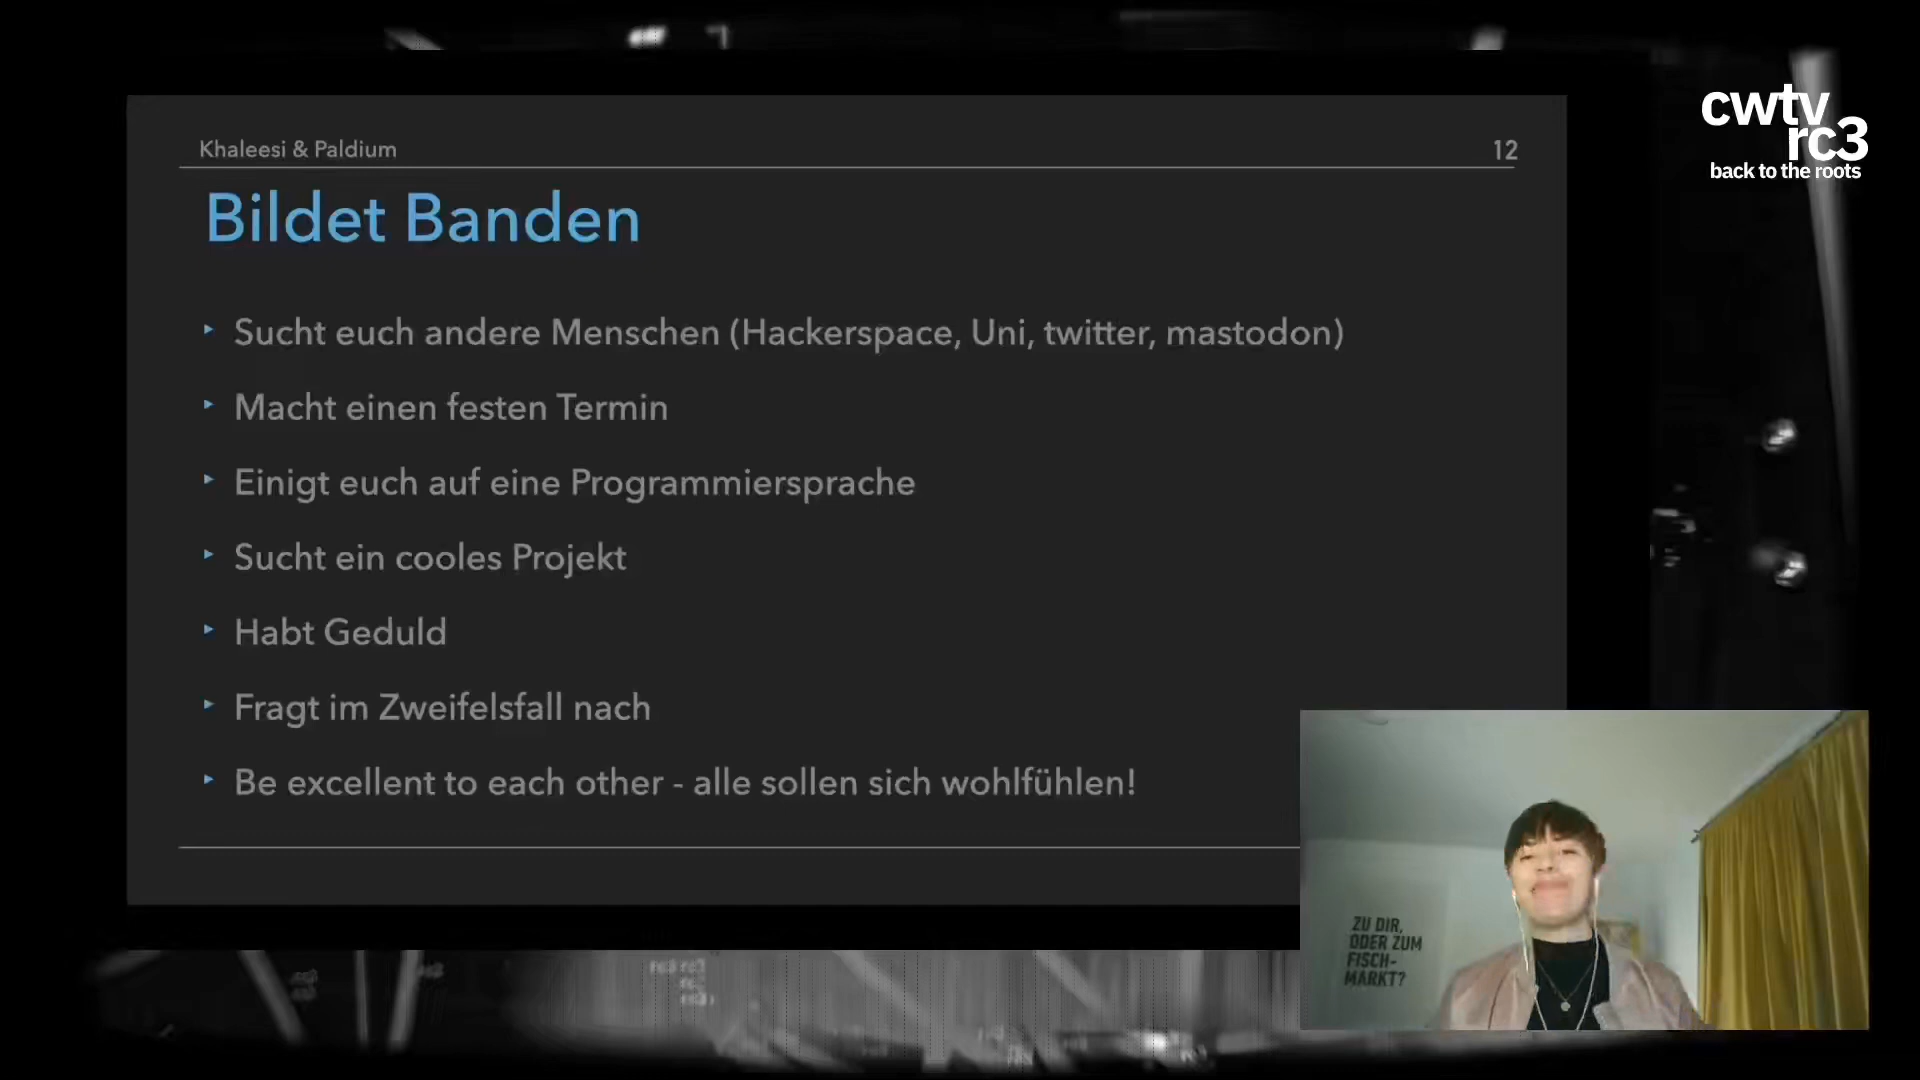 Khaleesi & Paldium
12
Bildet Banden
Sucht euch andere Menschen (Hackerspace, Uni, twitter, mastodon)
Macht einen festen Termin
Einigt euch auf eine Programmiersprache
Sucht ein cooles Projekt
Habt Geduld
Fragt im Zweifelsfall nach
Be excellent to each other - alle sollen sich wohlfühlen!
cwtv
rc3
back to the roots
ZU DIR,
ODER ZUM
FISCH-
MARKT?